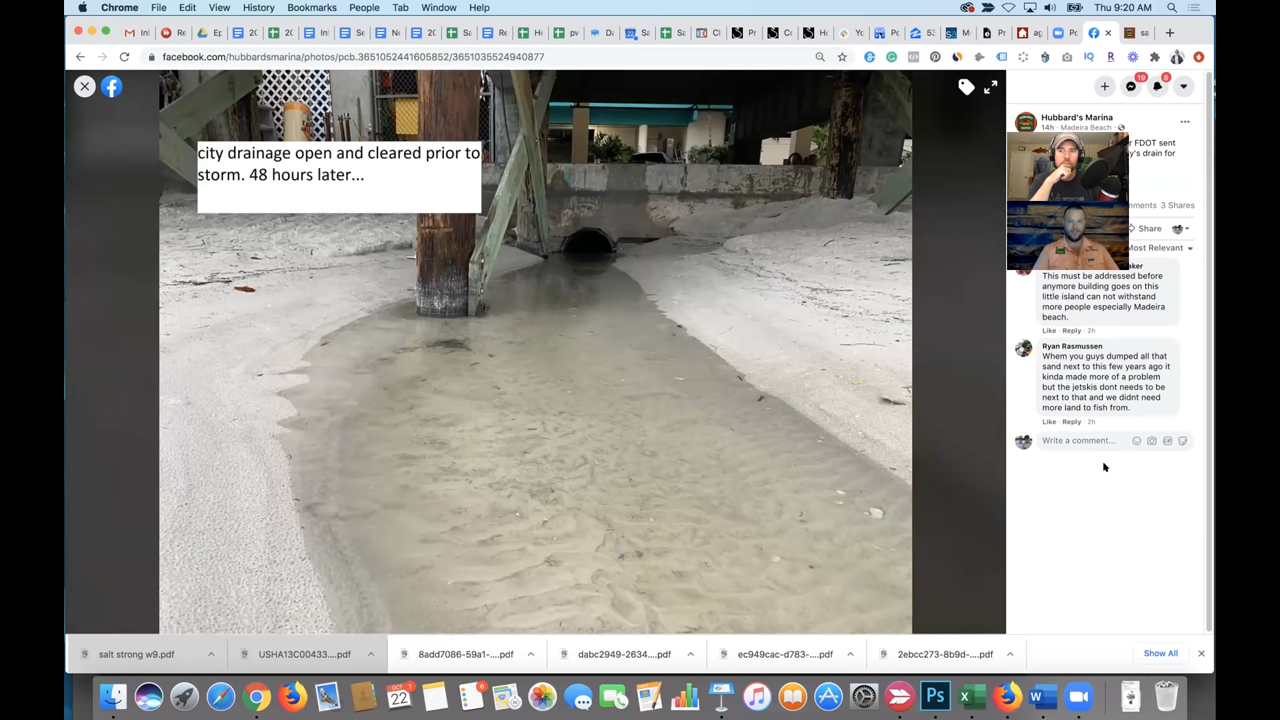 Chrome File Edit View History Bookmarks People Tab Window Help
Thu 9:20 AM
facebook.com/hubbardsmarina/photos/pcb.3651052441605852/3651035524940877
19
8
city drainage open and cleared prior to
storm. 48 hours later...
Hubbard's Marina
14h · Madeira Beach ·
FDOT sent
drain for
3 Shares
Share
Most Relevant
This must be addressed before
anymore building goes on this
little island can not withstand
more people especially Madeira
beach.
Like · Reply · 2h
Ryan Rasmussen
Whem you guys dumped all that
sand next to this few years ago it
kinda made more of a problem
but the jetskis dont needs to be
next to that and we didnt need
more land to fish from.
Like · Reply · 2h
Write a comment...
salt strong w9.pdf
USHA13C00433....pdf
8add7086-59a1-....pdf
dabc2949-2634....pdf
ec949cac-d783-....pdf
2ebcc273-8b9d-....pdf
Show All
OCT
22
Ps